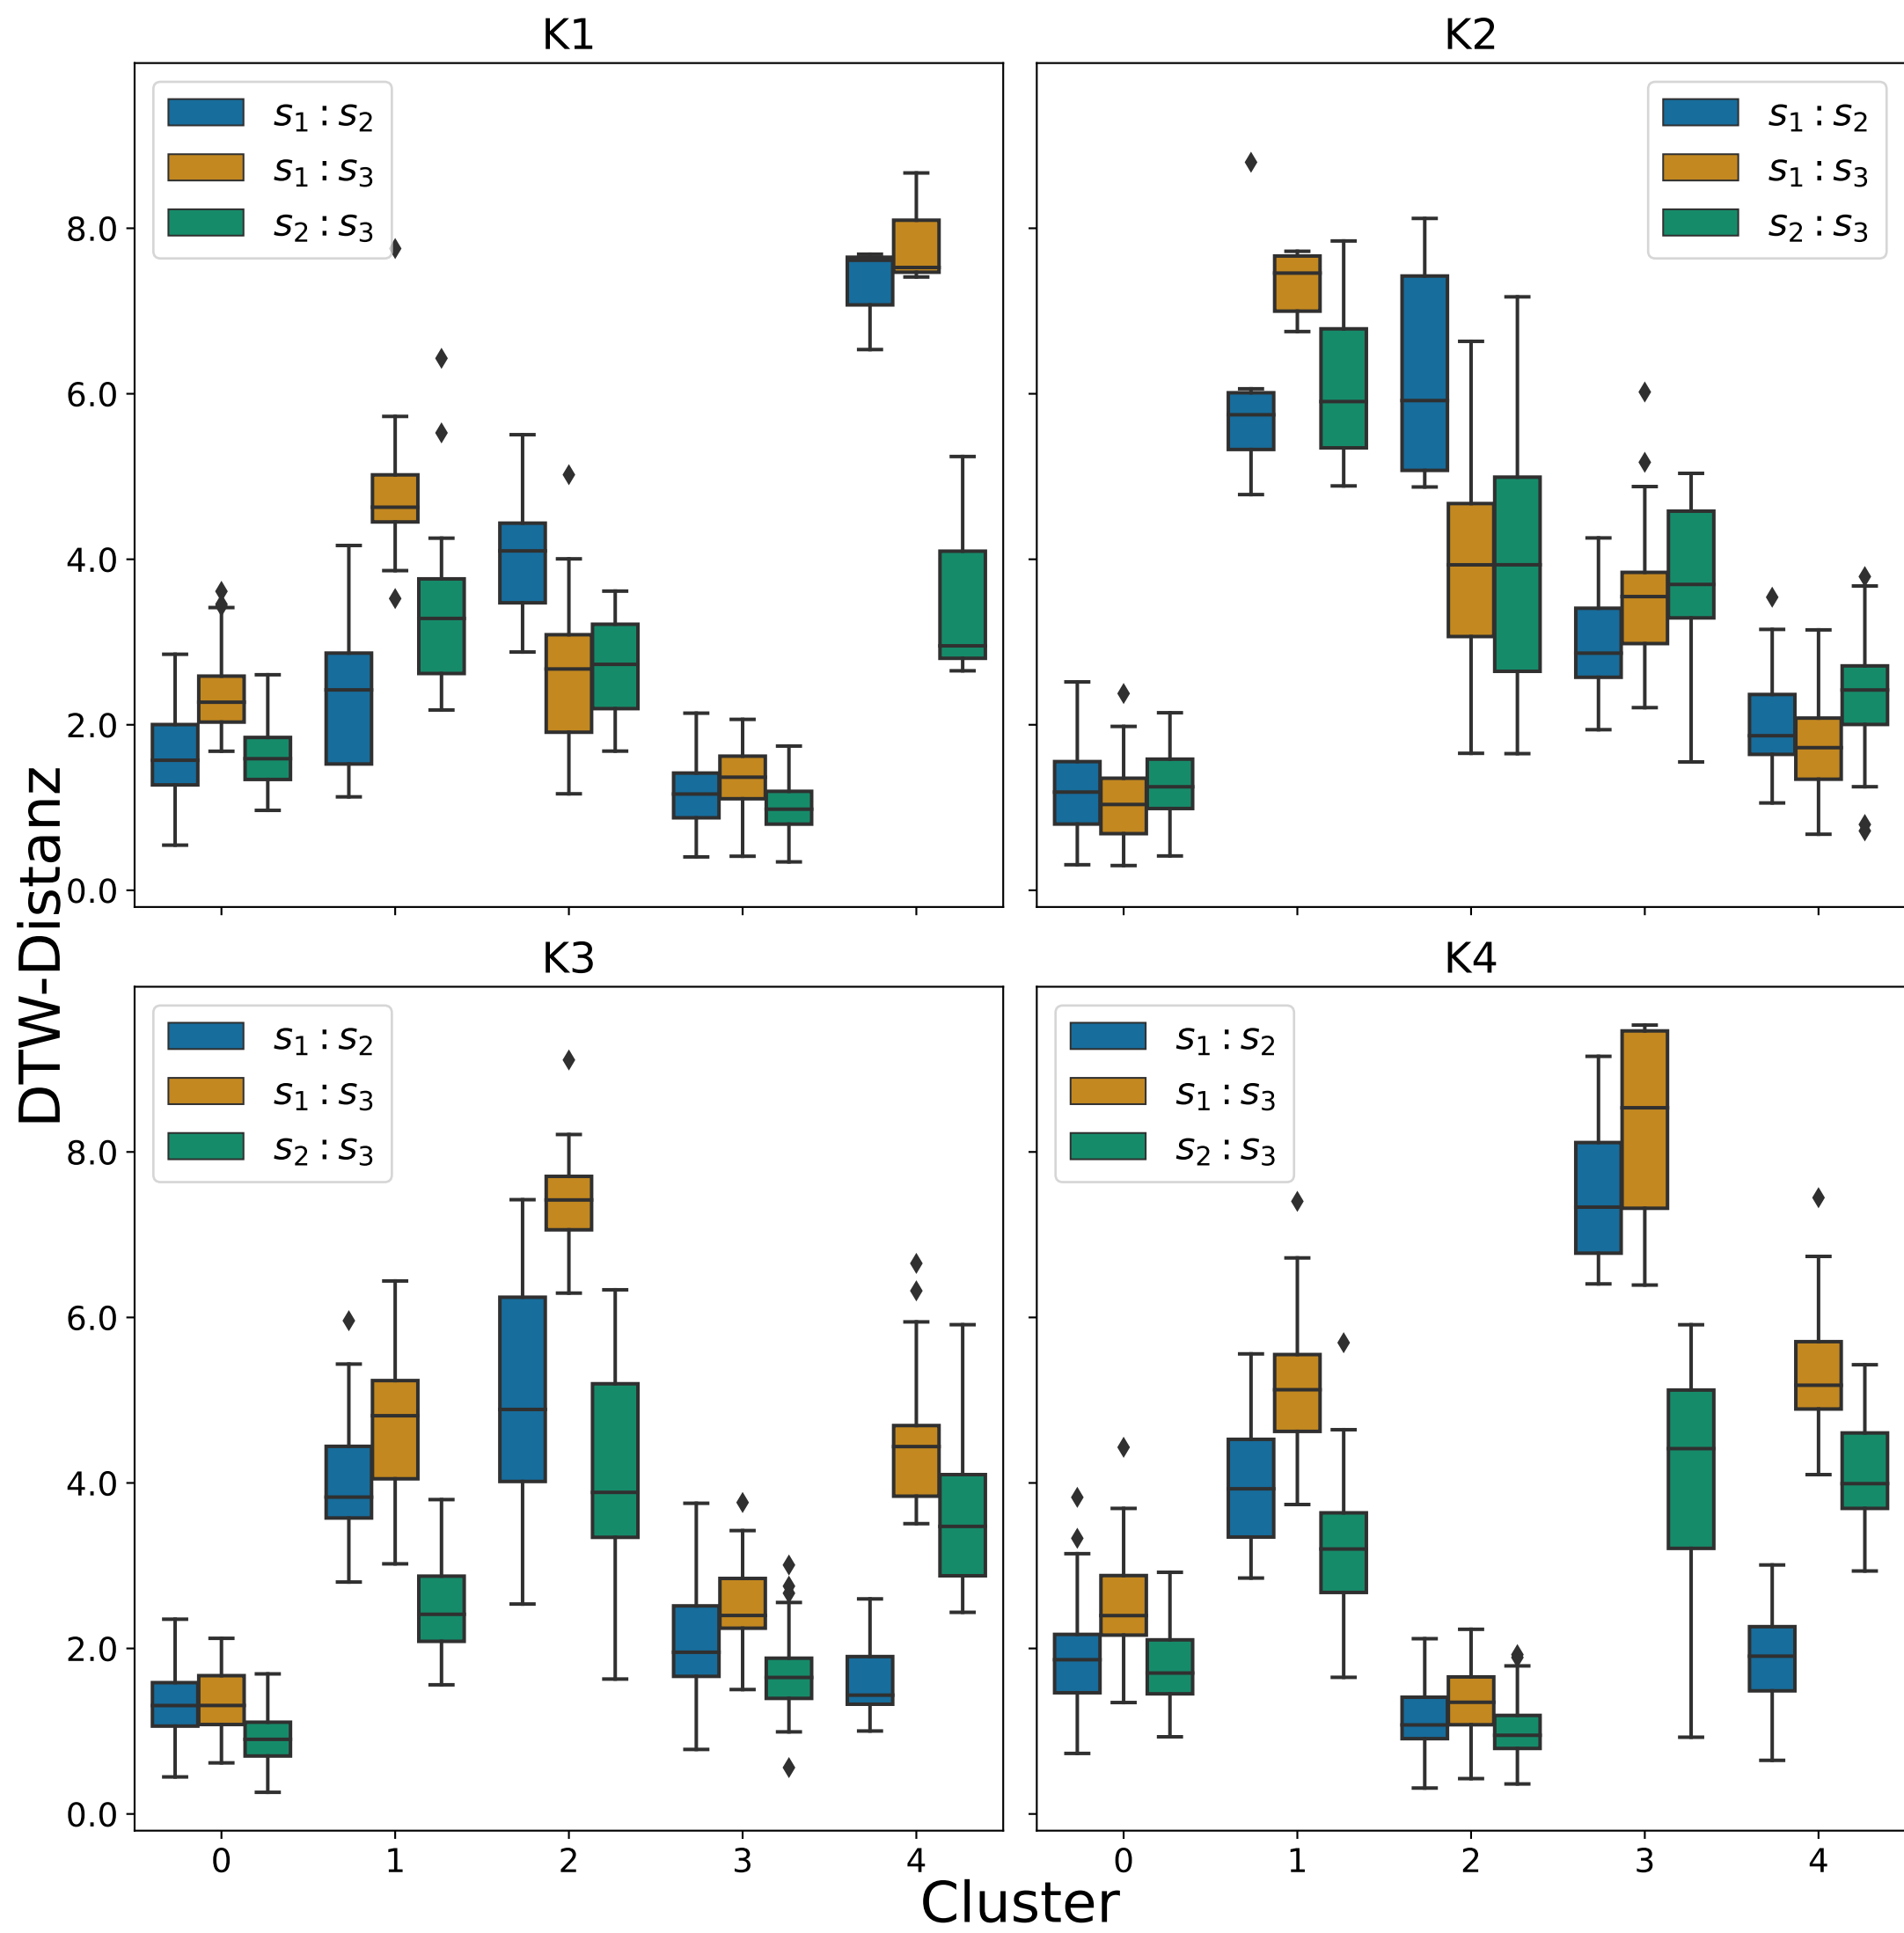 K1
K2
s₁ : s₂
s₁ : s₃
s₂ : s₃
s₁ : s₂
s₁ : s₃
s₂ : s₃
8.0
6.0
4.0
2.0
0.0
DTW-Distanz
K3
K4
s₁ : s₂
s₁ : s₃
s₂ : s₃
s₁ : s₂
s₁ : s₃
s₂ : s₃
8.0
6.0
4.0
2.0
0.0
0 1 2 3 4
0 1 2 3 4
Cluster